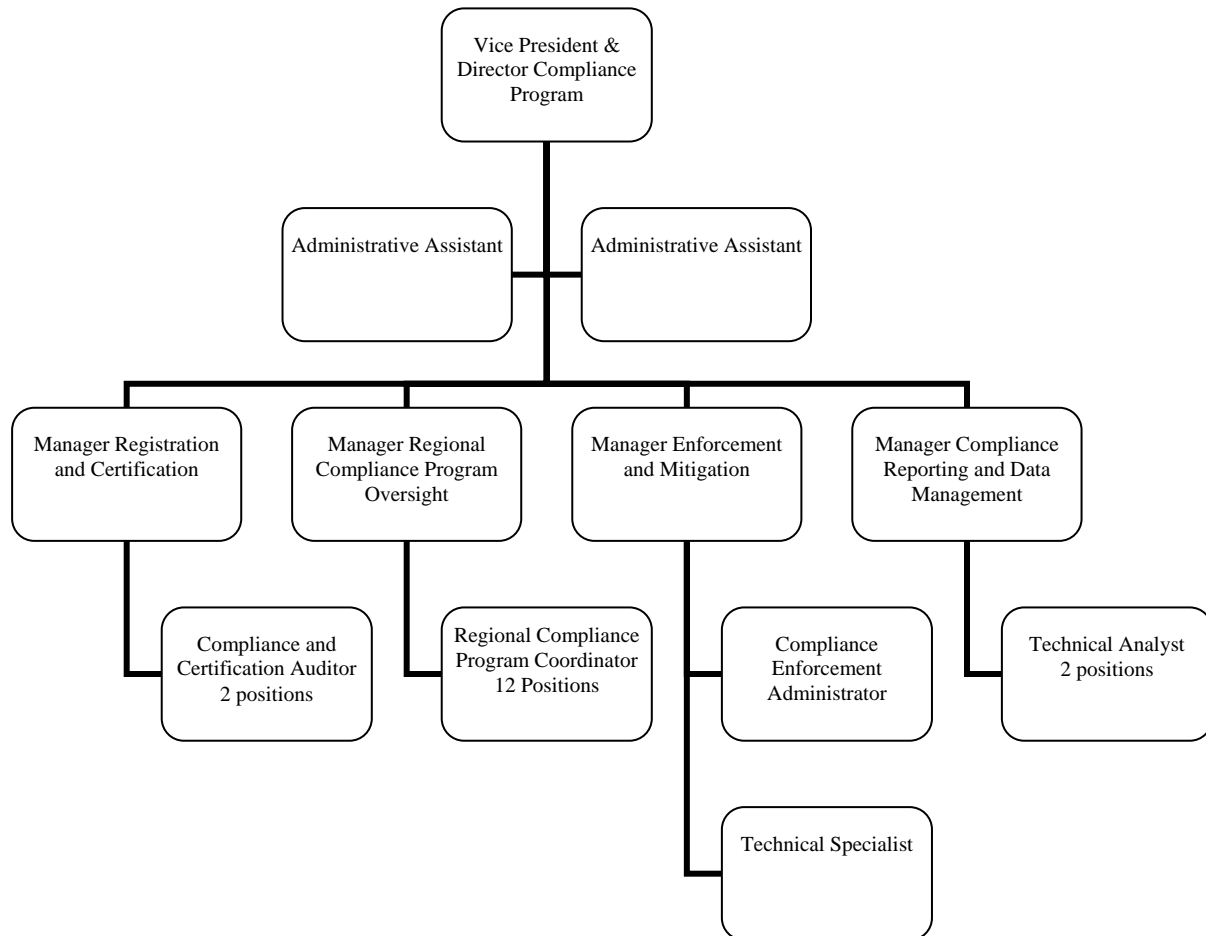 Vice President &
Director Compliance
Program
Administrative Assistant
Administrative Assistant
Manager Registration
and Certification
Manager Regional
Compliance Program
Oversight
Manager Enforcement
and Mitigation
Manager Compliance
Reporting and Data
Management
Compliance and
Certification Auditor
2 positions
Regional Compliance
Program Coordinator
12 Positions
Compliance
Enforcement
Administrator
Technical Analyst
2 positions
Technical Specialist